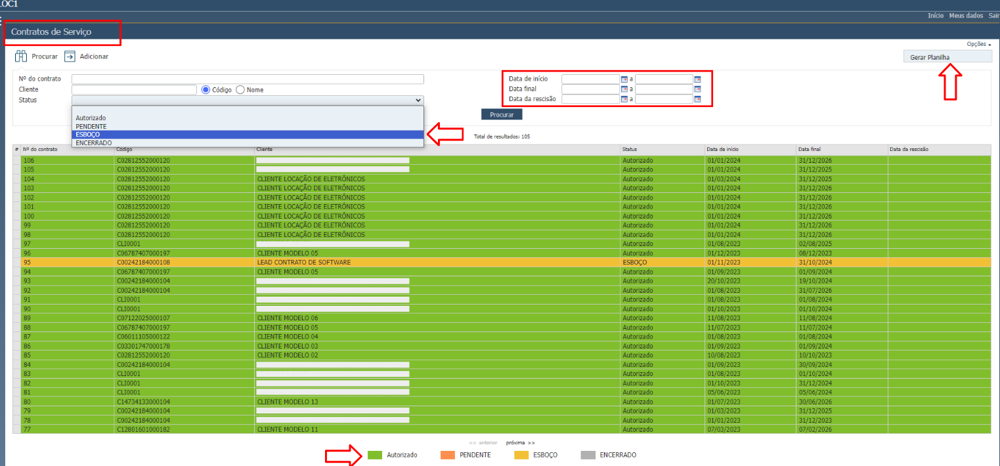 LOC1
Início Meus dados Sair
Contratos de Serviço
Opções
Procurar Adicionar
Gerar Planilha
Nº do contrato
Cliente Código Nome
Status
Data de início a
Data final a
Data da rescisão a
Autorizado
PENDENTE
ESBOÇO
ENCERRADO
Procurar
Total de resultados: 105
# Nº do contrato Código Cliente Status Data de início Data final Data da rescisão
106 C02812552000120 Autorizado 01/01/2024 31/12/2026
105 C02812552000120 Autorizado 01/01/2024 31/12/2025
104 C02812552000120 CLIENTE LOCAÇÃO DE ELETRÔNICOS Autorizado 01/03/2024 31/12/2025
103 C02812552000120 CLIENTE LOCAÇÃO DE ELETRÔNICOS Autorizado 01/01/2024 31/12/2026
102 C02812552000120 CLIENTE LOCAÇÃO DE ELETRÔNICOS Autorizado 01/01/2024 31/12/2026
101 C02812552000120 CLIENTE LOCAÇÃO DE ELETRÔNICOS Autorizado 01/01/2024 31/12/2026
100 C02812552000120 CLIENTE LOCAÇÃO DE ELETRÔNICOS Autorizado 01/01/2024 31/12/2026
99 C02812552000120 CLIENTE LOCAÇÃO DE ELETRÔNICOS Autorizado 01/01/2024 31/12/2026
98 C02812552000120 CLIENTE LOCAÇÃO DE ELETRÔNICOS Autorizado 01/01/2024 31/12/2026
97 CLI0001 Autorizado 01/08/2023 02/08/2025
96 C06787407000197 CLIENTE MODELO 05 Autorizado 01/12/2023 08/12/2023
95 C00242184000108 LEAD CONTRATO DE SOFTWARE ESBOÇO 01/11/2023 31/10/2024
94 C06787407000197 CLIENTE MODELO 05 Autorizado 01/09/2023 01/09/2024
93 C00242184000104 Autorizado 20/10/2023 19/10/2024
92 C00242184000104 Autorizado 01/08/2023 31/07/2026
91 CLI0001 Autorizado 01/08/2023 01/08/2024
90 CLI0001 Autorizado 01/10/2023 01/10/2024
89 C07122025000107 CLIENTE MODELO 06 Autorizado 11/08/2023 11/08/2024
88 C06787407000197 CLIENTE MODELO 05 Autorizado 11/07/2023 11/07/2024
87 C06011105000122 CLIENTE MODELO 04 Autorizado 01/08/2023 01/08/2024
86 C03301747000178 CLIENTE MODELO 03 Autorizado 01/09/2023 01/09/2024
85 C02812552000120 CLIENTE MODELO 02 Autorizado 10/08/2023 10/10/2023
84 C00242184000104 Autorizado 01/09/2023 30/09/2024
83 CLI0001 Autorizado 01/08/2023 01/10/2024
82 CLI0001 Autorizado 01/10/2023 31/12/2024
81 CLI0001 Autorizado 05/06/2023 05/06/2024
80 C14734133000104 CLIENTE MODELO 13 Autorizado 01/07/2023 30/06/2026
79 C00242184000104 Autorizado 01/03/2023 31/12/2025
78 C00242184000104 Autorizado 01/01/2023 31/12/2023
77 C12801601000182 CLIENTE MODELO 11 Autorizado 07/03/2023 07/02/2026
<< anterior próxima >>
Autorizado PENDENTE ESBOÇO ENCERRADO